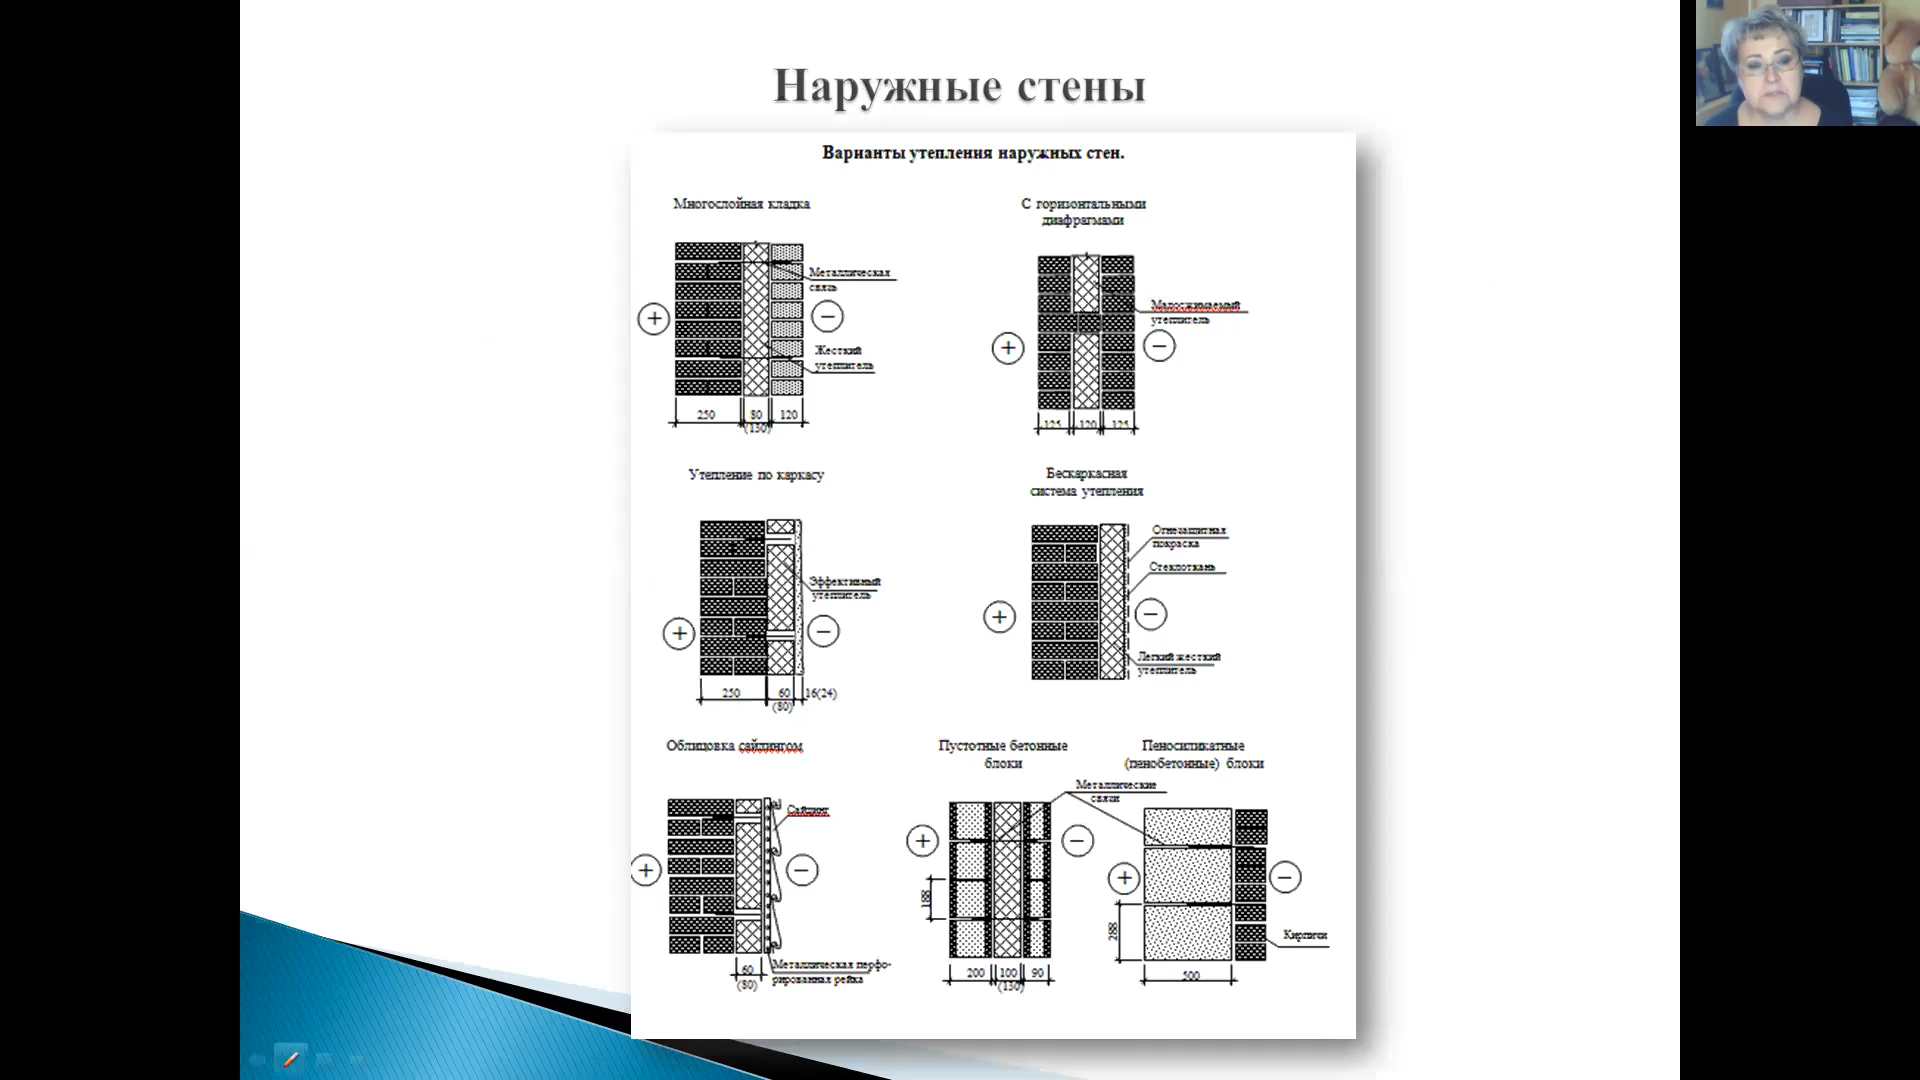 Наружные стены
Варианты утепления наружных стен.
Многослойная кладка
Металлическая
связь
Жесткий
утеплитель
+
−
250
80
120
(130)
С горизонтальными
диафрагмами
Малосжимаемый
утеплитель
+
−
125
120
125
Утепление по каркасу
Эффективный
утеплитель
+
−
250
60
16(24)
(80)
Бескаркасная
система утепления
Огнезащитная
покраска
Стеклоткань
Легкий жесткий
утеплитель
+
−
Облицовка сайдингом
Сайдинг
+
−
Металлическая перфо-
рированная рейка
60
(80)
Пустотные бетонные
блоки
Металлические
связи
+
−
188
200
100
90
(130)
Пеносиликатные
(пенобетонные) блоки
+
−
288
Кирпичи
500